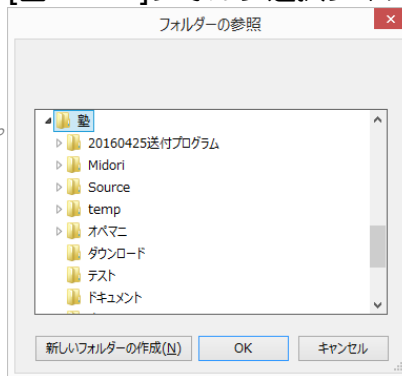 フォルダーの参照
塾
20160425送付プログラム
Midori
Source
temp
オペマニ
ダウンロード
テスト
ドキュメント
新しいフォルダーの作成(N)
OK
キャンセル